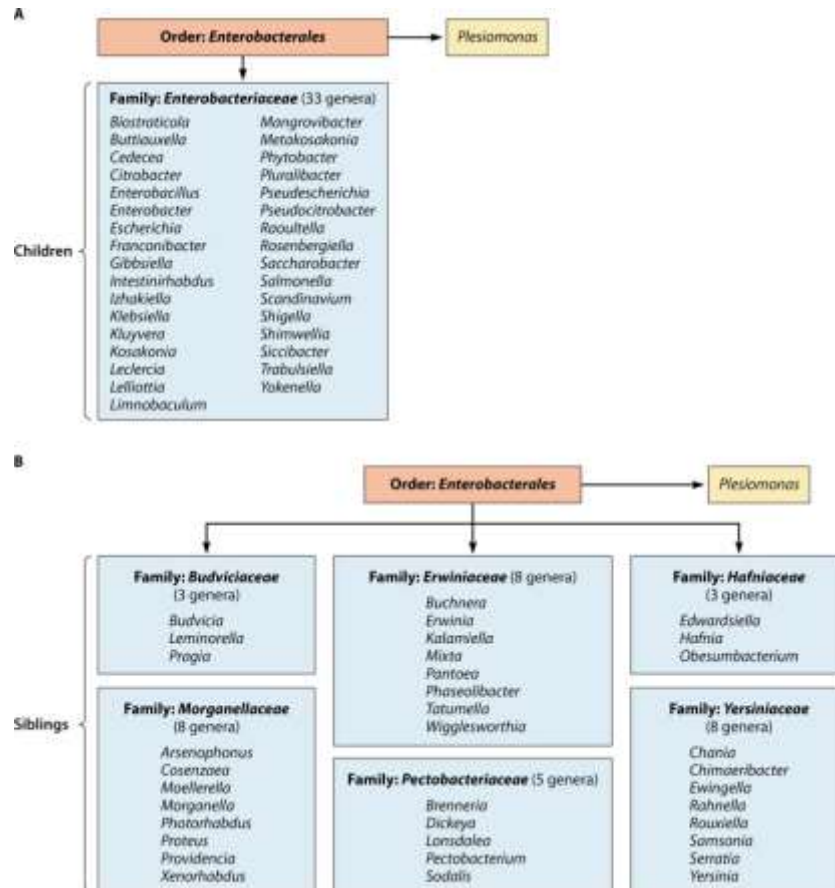 A
Order: Enterobacterales
Plesiomonas
Family: Enterobacteriaceae (33 genera)
Biostraticola
Buttiauxella
Cedecea
Citrobacter
Enterobacillus
Enterobacter
Escherichia
Franconibacter
Gibbsiella
Intestinirhabdus
Izhakiella
Klebsiella
Kluyvera
Kosakonia
Leclercia
Lelliottia
Limnobaculum
Mangrovibacter
Metakosakonia
Phytobacter
Pluralibacter
Pseudescherichia
Pseudocitrobacter
Raoultella
Rosenbergiella
Saccharobacter
Salmonella
Scandinavium
Shigella
Shimwellia
Siccibacter
Trabulsiella
Yokenella
Children
B
Order: Enterobacterales
Plesiomonas
Siblings
Family: Budviciaceae
(3 genera)
Budvicia
Leminorella
Pragia
Family: Erwiniaceae (8 genera)
Buchnera
Erwinia
Kalamiella
Mixta
Pantoea
Phaseolibacter
Tatumella
Wigglesworthia
Family: Hafniaceae
(3 genera)
Edwardsiella
Hafnia
Obesumbacterium
Family: Morganellaceae
(8 genera)
Arsenophonus
Cosenzaea
Moellerella
Morganella
Photorhabdus
Proteus
Providencia
Xenorhabdus
Family: Pectobacteriaceae (5 genera)
Brenneria
Dickeya
Lonsdalea
Pectobacterium
Sodalis
Family: Yersiniaceae
(8 genera)
Chania
Chimaeribacter
Ewingella
Rahnella
Rouxiella
Samsonia
Serratia
Yersinia